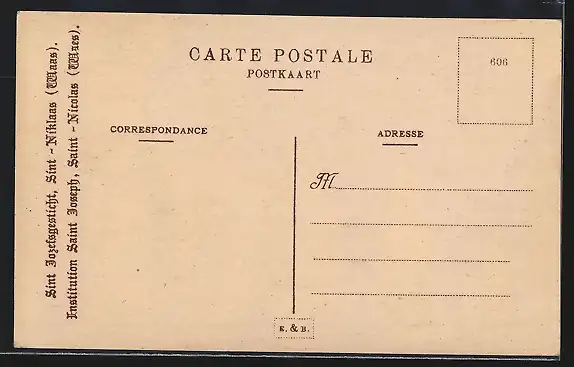 Sint Jozefsgesticht, Sint - Niklaas (Waas).
Institution Saint Joseph, Saint - Nicolas (Waes).
CARTE POSTALE
POSTKAART
606
CORRESPONDANCE
ADRESSE
M
E. & B.